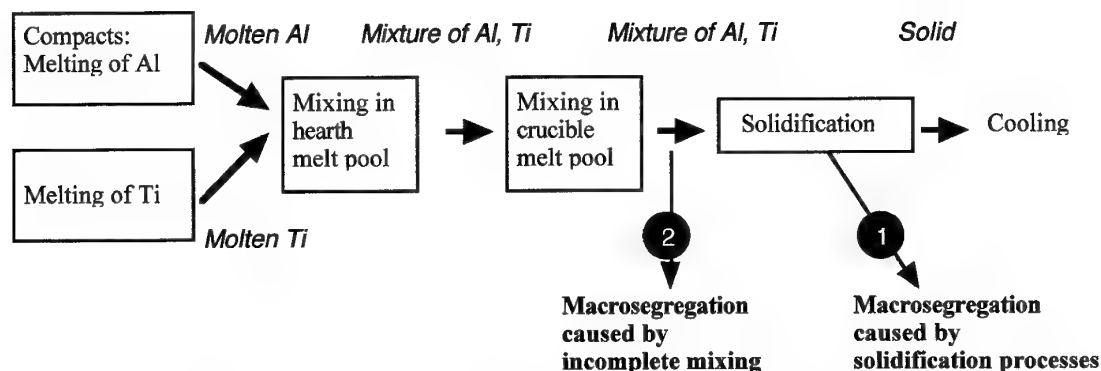 Compacts:
Melting of Al
Molten Al
Mixture of Al, Ti
Mixture of Al, Ti
Solid
Mixing in
hearth
melt pool
Mixing in
crucible
melt pool
Solidification
Cooling
Melting of Ti
Molten Ti
2
1
Macrosegregation
caused by
incomplete mixing
Macrosegregation
caused by
solidification processes